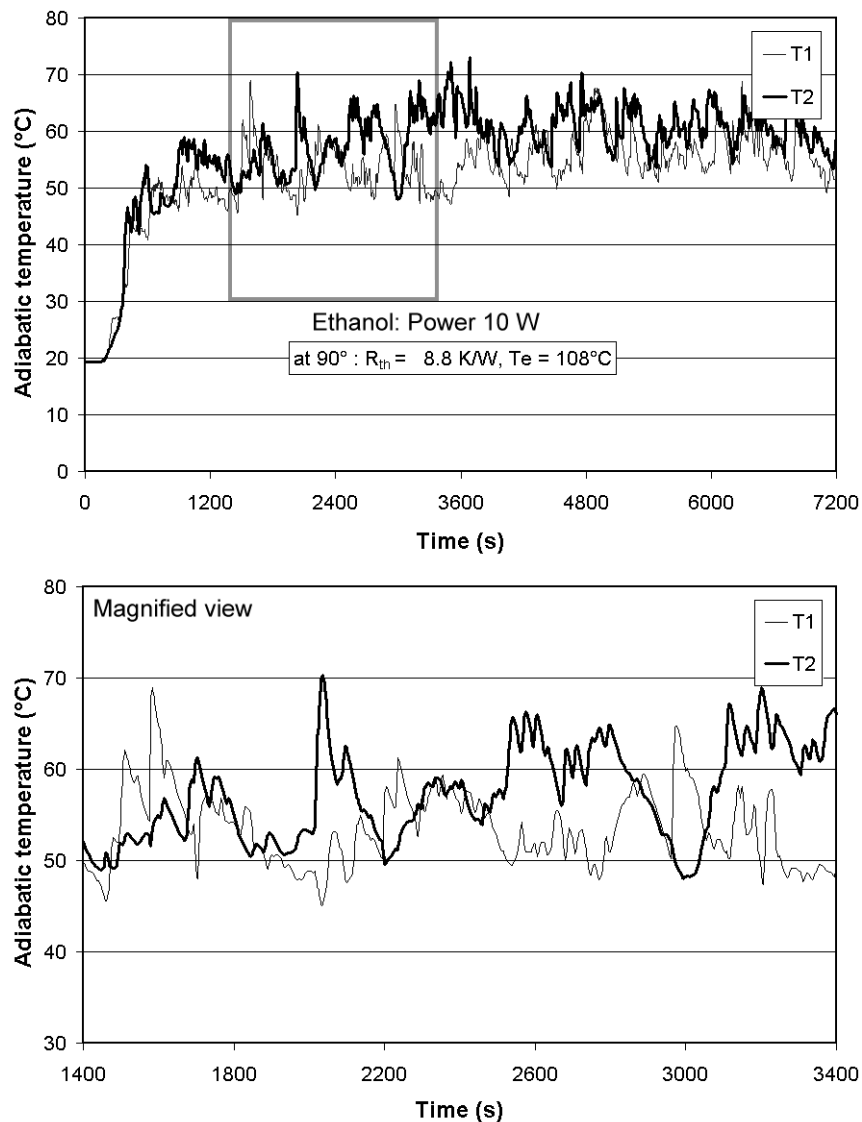 80
70
60
50
40
30
20
10
0
Adiabatic temperature (°C)
T1
T2
Ethanol: Power 10 W
at 90° : Rth = 8.8 K/W, Te = 108°C
0 1200 2400 3600 4800 6000 7200
Time (s)
80
70
60
50
40
30
Adiabatic temperature (°C)
Magnified view
T1
T2
1400 1800 2200 2600 3000 3400
Time (s)